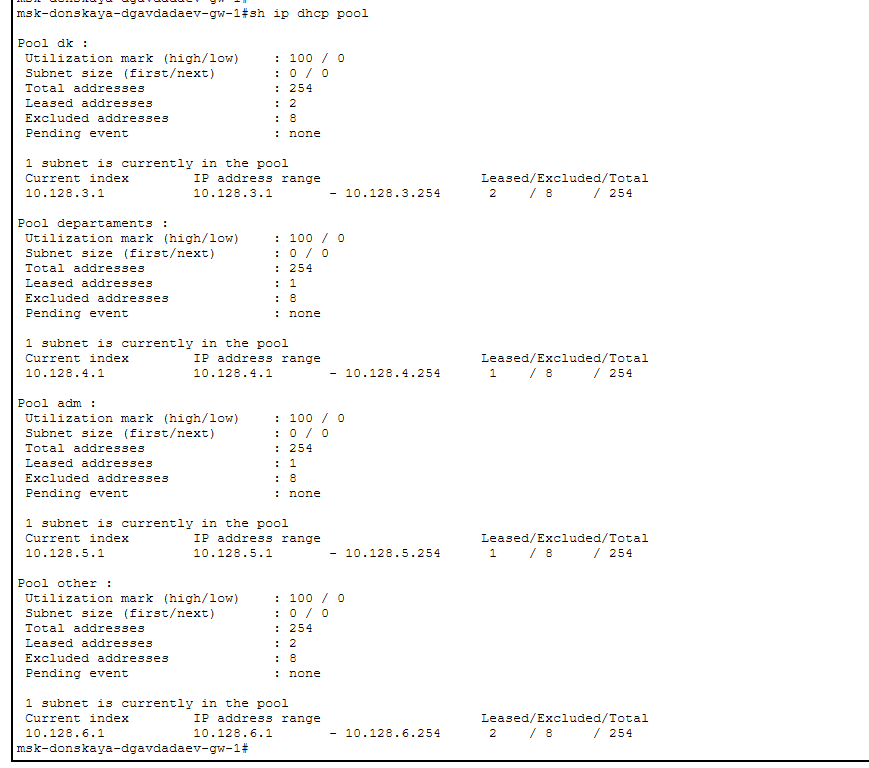 msk-donskaya-dgavdadaev-gw-1#sh ip dhcp pool
Pool dk :
Utilization mark (high/low) : 100 / 0
Subnet size (first/next) : 0 / 0
Total addresses : 254
Leased addresses : 2
Excluded addresses : 8
Pending event : none
1 subnet is currently in the pool
Current index IP address range Leased/Excluded/Total
10.128.3.1 10.128.3.1 - 10.128.3.254 2 / 8 / 254
Pool departaments :
Utilization mark (high/low) : 100 / 0
Subnet size (first/next) : 0 / 0
Total addresses : 254
Leased addresses : 1
Excluded addresses : 8
Pending event : none
1 subnet is currently in the pool
Current index IP address range Leased/Excluded/Total
10.128.4.1 10.128.4.1 - 10.128.4.254 1 / 8 / 254
Pool adm :
Utilization mark (high/low) : 100 / 0
Subnet size (first/next) : 0 / 0
Total addresses : 254
Leased addresses : 1
Excluded addresses : 8
Pending event : none
1 subnet is currently in the pool
Current index IP address range Leased/Excluded/Total
10.128.5.1 10.128.5.1 - 10.128.5.254 1 / 8 / 254
Pool other :
Utilization mark (high/low) : 100 / 0
Subnet size (first/next) : 0 / 0
Total addresses : 254
Leased addresses : 2
Excluded addresses : 8
Pending event : none
1 subnet is currently in the pool
Current index IP address range Leased/Excluded/Total
10.128.6.1 10.128.6.1 - 10.128.6.254 2 / 8 / 254
msk-donskaya-dgavdadaev-gw-1#